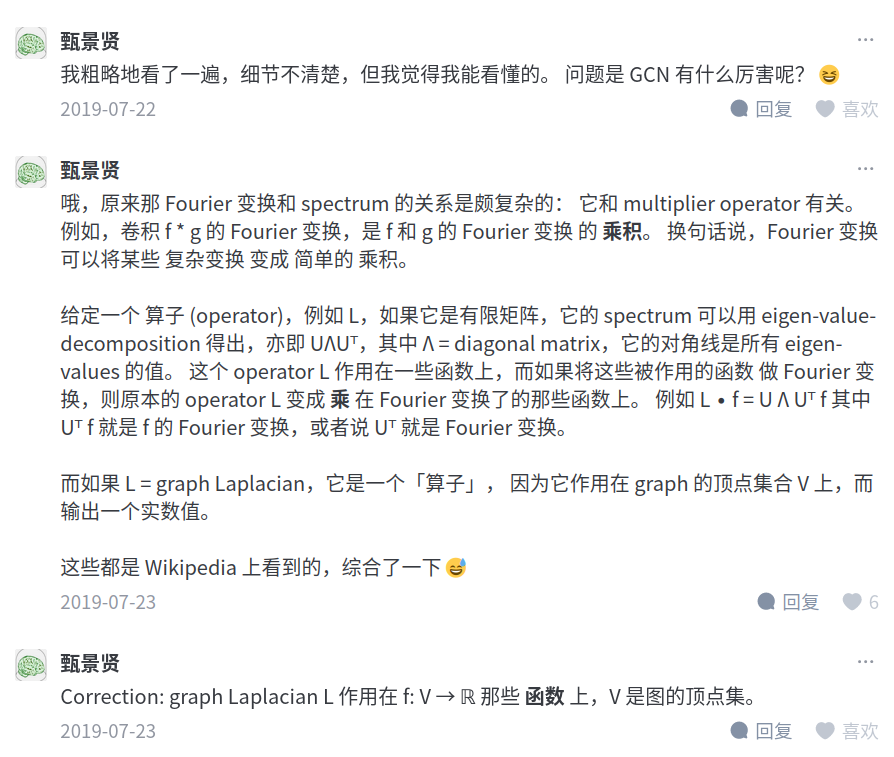 甄景贤
我粗略地看了一遍，细节不清楚，但我觉得我能看懂的。 问题是 GCN 有什么厉害呢？ 😆
2019-07-22 回复 喜欢
甄景贤
哦，原来那 Fourier 变换和 spectrum 的关系是颇复杂的： 它和 multiplier operator 有关。
例如，卷积 f * g 的 Fourier 变换，是 f 和 g 的 Fourier 变换 的 乘积。 换句话说，Fourier 变换
可以将某些 复杂变换 变成 简单的 乘积。
给定一个 算子 (operator)，例如 L，如果它是有限矩阵，它的 spectrum 可以用 eigen-value-
decomposition 得出，亦即 UΛUᵀ，其中 Λ = diagonal matrix，它的对角线是所有 eigen-
values 的值。 这个 operator L 作用在一些函数上，而如果将这些被作用的函数 做 Fourier 变
换，则原本的 operator L 变成 乘 在 Fourier 变换了的那些函数上。 例如 L • f = U Λ Uᵀ f 其中
Uᵀ f 就是 f 的 Fourier 变换，或者说 Uᵀ 就是 Fourier 变换。
而如果 L = graph Laplacian，它是一个「算子」， 因为它作用在 graph 的顶点集合 V 上，而
输出一个实数值。
这些都是 Wikipedia 上看到的，综合了一下 😅
2019-07-23 回复 6
甄景贤
Correction: graph Laplacian L 作用在 f: V → ℝ 那些 函数 上，V 是图的顶点集。
2019-07-23 回复 喜欢